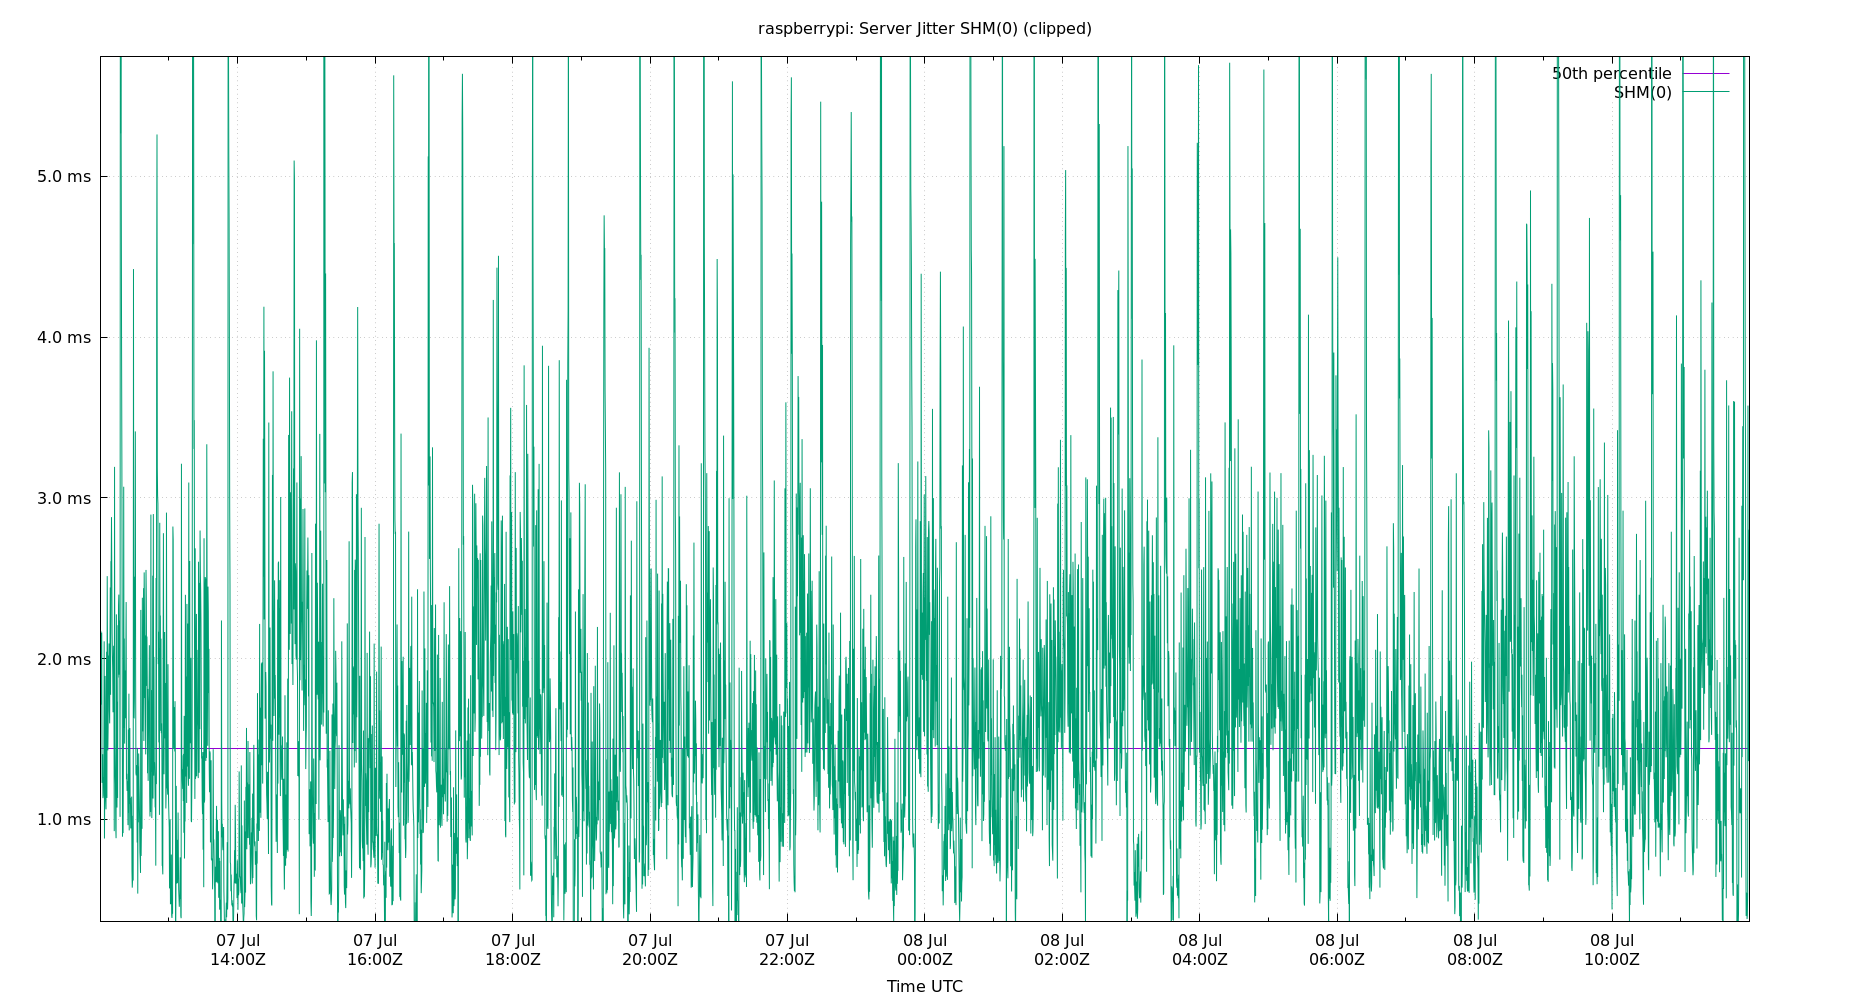 raspberrypi: Server Jitter SHM(0) (clipped)
50th percentile
SHM(0)
5.0 ms
4.0 ms
3.0 ms
2.0 ms
1.0 ms
07 Jul 07 Jul 07 Jul 07 Jul 07 Jul 08 Jul 08 Jul 08 Jul 08 Jul 08 Jul 08 Jul
14:00Z 16:00Z 18:00Z 20:00Z 22:00Z 00:00Z 02:00Z 04:00Z 06:00Z 08:00Z 10:00Z
Time UTC